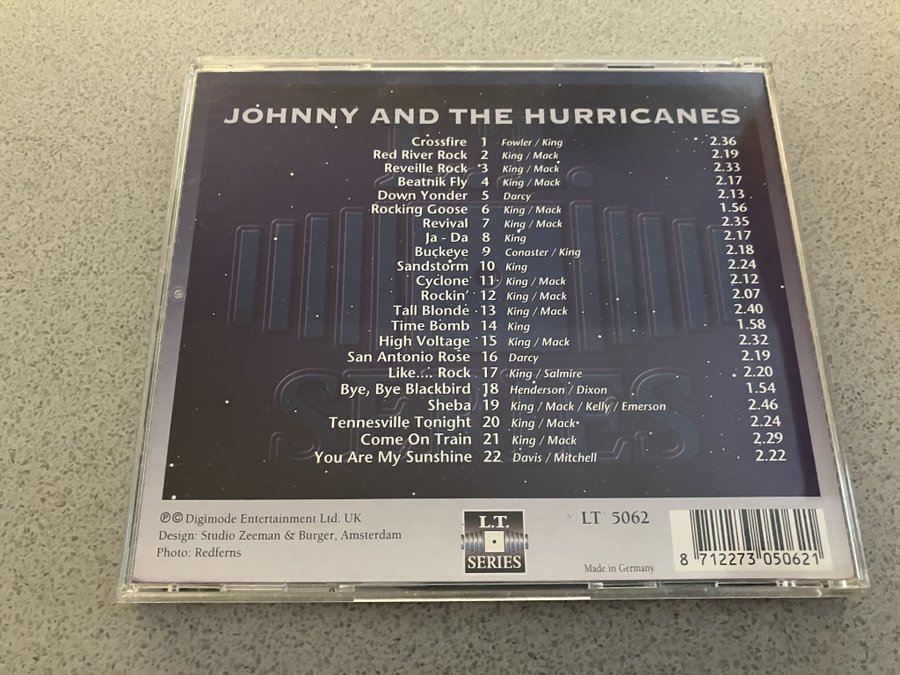 JOHNNY AND THE HURRICANES
Crossfire 1 Fowler / King 2.36
Red River Rock 2 King / Mack 2.19
Reveille Rock 3 King / Mack 2.33
Beatnik Fly 4 King / Mack 2.17
Down Yonder 5 Darcy 2.13
Rocking Goose 6 King / Mack 1.56
Revival 7 King / Mack 2.35
Ja - Da 8 King 2.17
Buckeye 9 Conaster / King 2.18
Sandstorm 10 King 2.24
Cyclone 11 King / Mack 2.12
Rockin' 12 King / Mack 2.07
Tall Blonde 13 King / Mack 2.40
Time Bomb 14 King 1.58
High Voltage 15 King / Mack 2.32
San Antonio Rose 16 Darcy 2.19
Like.... Rock 17 King / Salmire 2.20
Bye, Bye Blackbird 18 Henderson / Dixon 1.54
Sheba 19 King / Mack / Kelly / Emerson 2.46
Tennesville Tonight 20 King / Mack 2.24
Come On Train 21 King / Mack 2.29
You Are My Sunshine 22 Davis / Mitchell 2.22
SERIES
℗© Digimode Entertainment Ltd. UK
Design: Studio Zeeman & Burger, Amsterdam
Photo: Redferns
L.T.
SERIES
LT 5062
Made in Germany
8 712273 050621